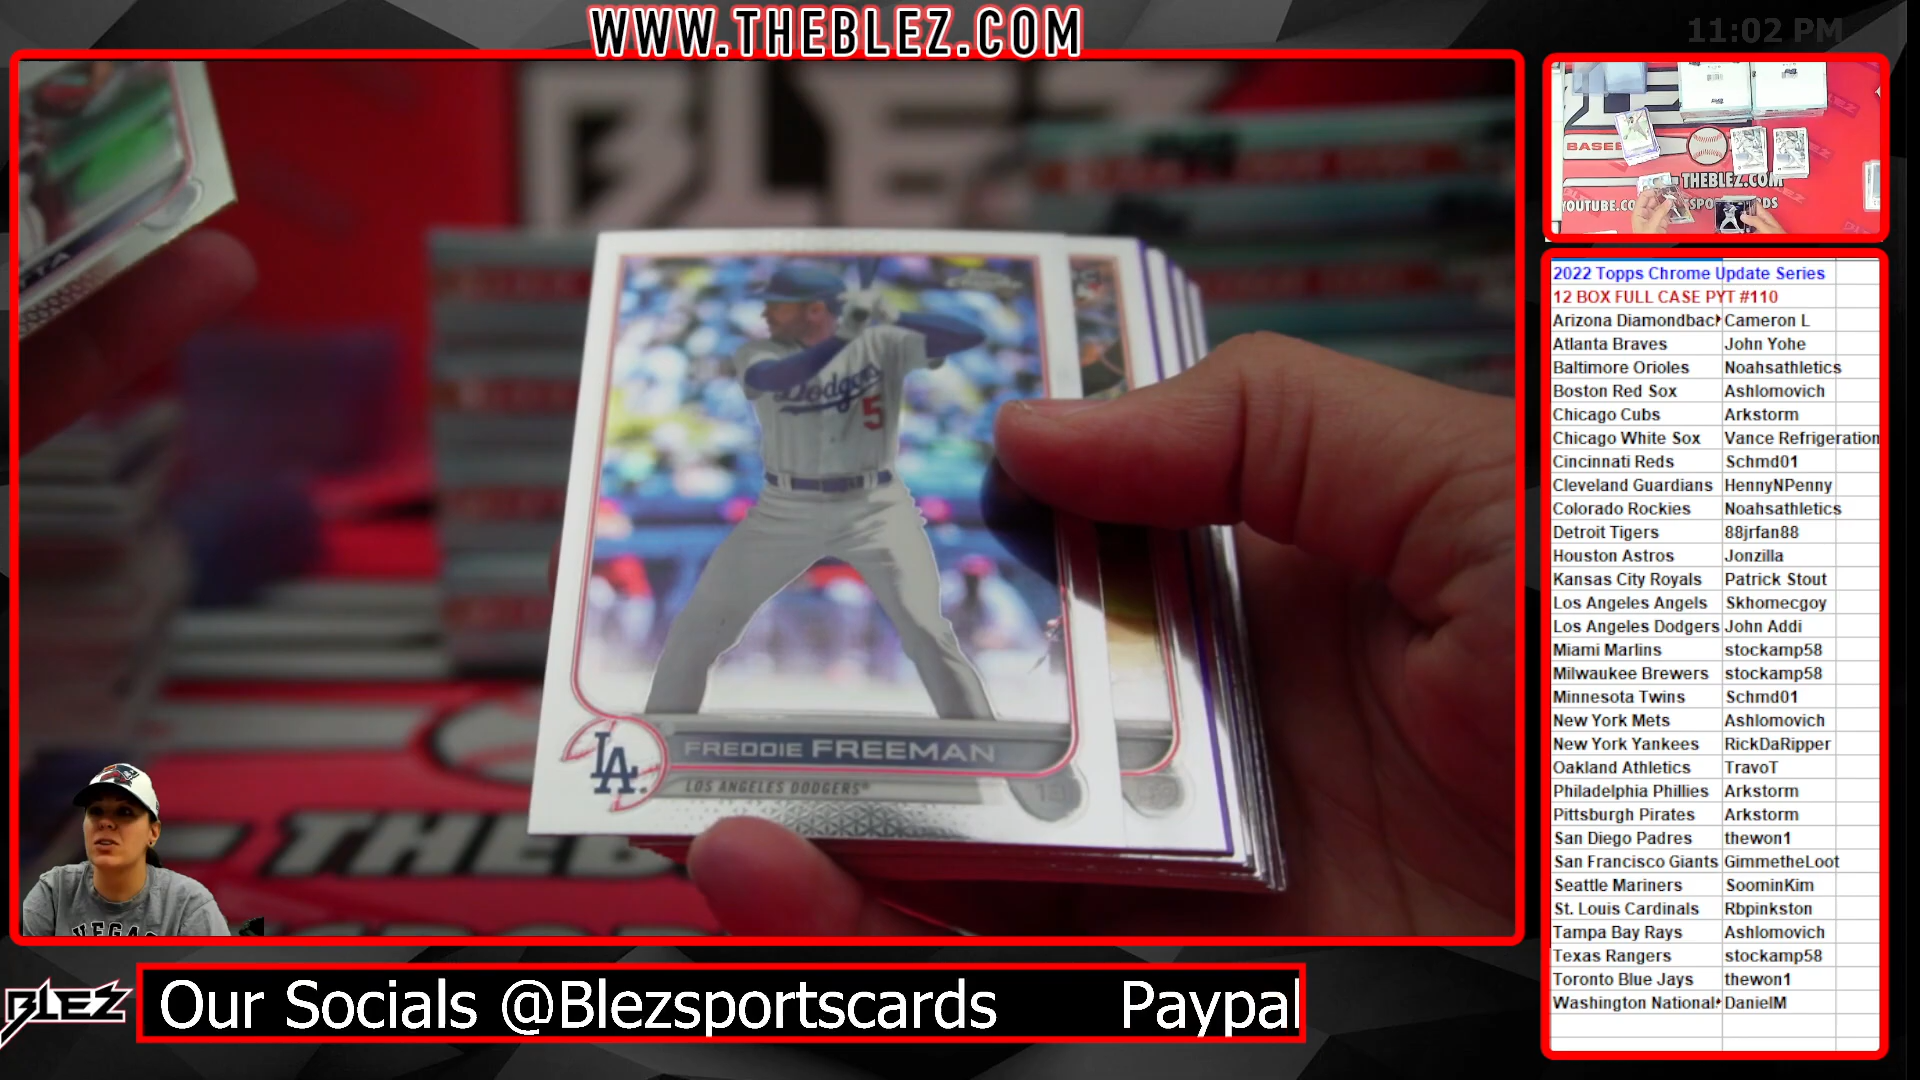 WWW.THEBLEZ.COM
11:02 PM
BLEZ
Dodgers
5
FREDDIE FREEMAN
LA
LOS ANGELES DODGERS®
THEB
VEGAS
THEBLEZ.COM
YOUTUBE.CO
2022 Topps Chrome Update Series
12 BOX FULL CASE PYT #110
Arizona Diamondbac Cameron L
Atlanta Braves John Yohe
Baltimore Orioles Noahsathletics
Boston Red Sox Ashlomovich
Chicago Cubs Arkstorm
Chicago White Sox Vance Refrigeration
Cincinnati Reds Schmd01
Cleveland Guardians HennyNPenny
Colorado Rockies Noahsathletics
Detroit Tigers 88jrfan88
Houston Astros Jonzilla
Kansas City Royals Patrick Stout
Los Angeles Angels Skhomecgoy
Los Angeles Dodgers John Addi
Miami Marlins stockamp58
Milwaukee Brewers stockamp58
Minnesota Twins Schmd01
New York Mets Ashlomovich
New York Yankees RickDaRipper
Oakland Athletics TravoT
Philadelphia Phillies Arkstorm
Pittsburgh Pirates Arkstorm
San Diego Padres thewon1
San Francisco Giants GimmetheLoot
Seattle Mariners SoominKim
St. Louis Cardinals Rbpinkston
Tampa Bay Rays Ashlomovich
Texas Rangers stockamp58
Toronto Blue Jays thewon1
Washington National DanielM
BLEZ
Our Socials @Blezsportscards Paypal